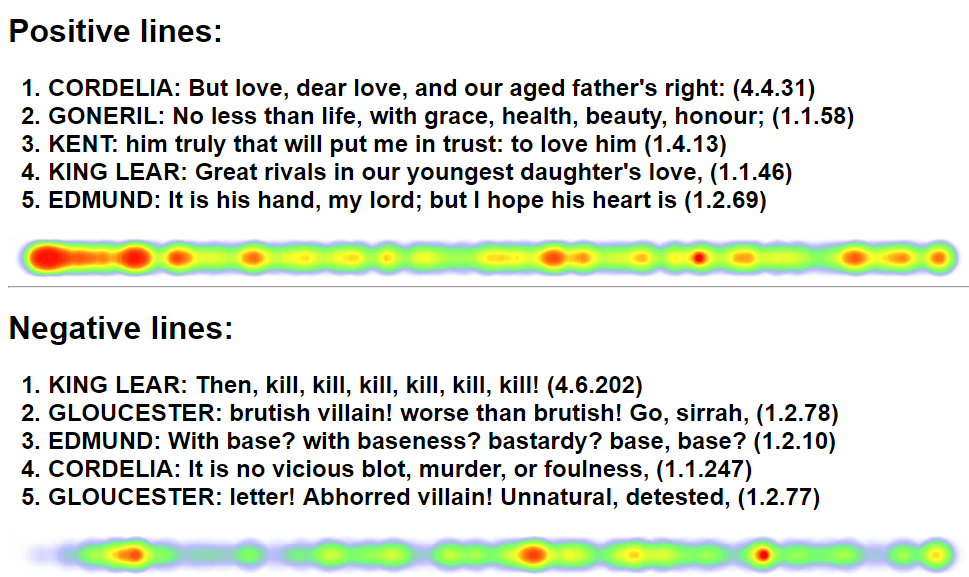 Positive lines:
1. CORDELIA: But love, dear love, and our aged father's right: (4.4.31)
2. GONERIL: No less than life, with grace, health, beauty, honour; (1.1.58)
3. KENT: him truly that will put me in trust: to love him (1.4.13)
4. KING LEAR: Great rivals in our youngest daughter's love, (1.1.46)
5. EDMUND: It is his hand, my lord; but I hope his heart is (1.2.69)
Negative lines:
1. KING LEAR: Then, kill, kill, kill, kill, kill, kill! (4.6.202)
2. GLOUCESTER: brutish villain! worse than brutish! Go, sirrah, (1.2.78)
3. EDMUND: With base? with baseness? bastardy? base, base? (1.2.10)
4. CORDELIA: It is no vicious blot, murder, or foulness, (1.1.247)
5. GLOUCESTER: letter! Abhorred villain! Unnatural, detested, (1.2.77)